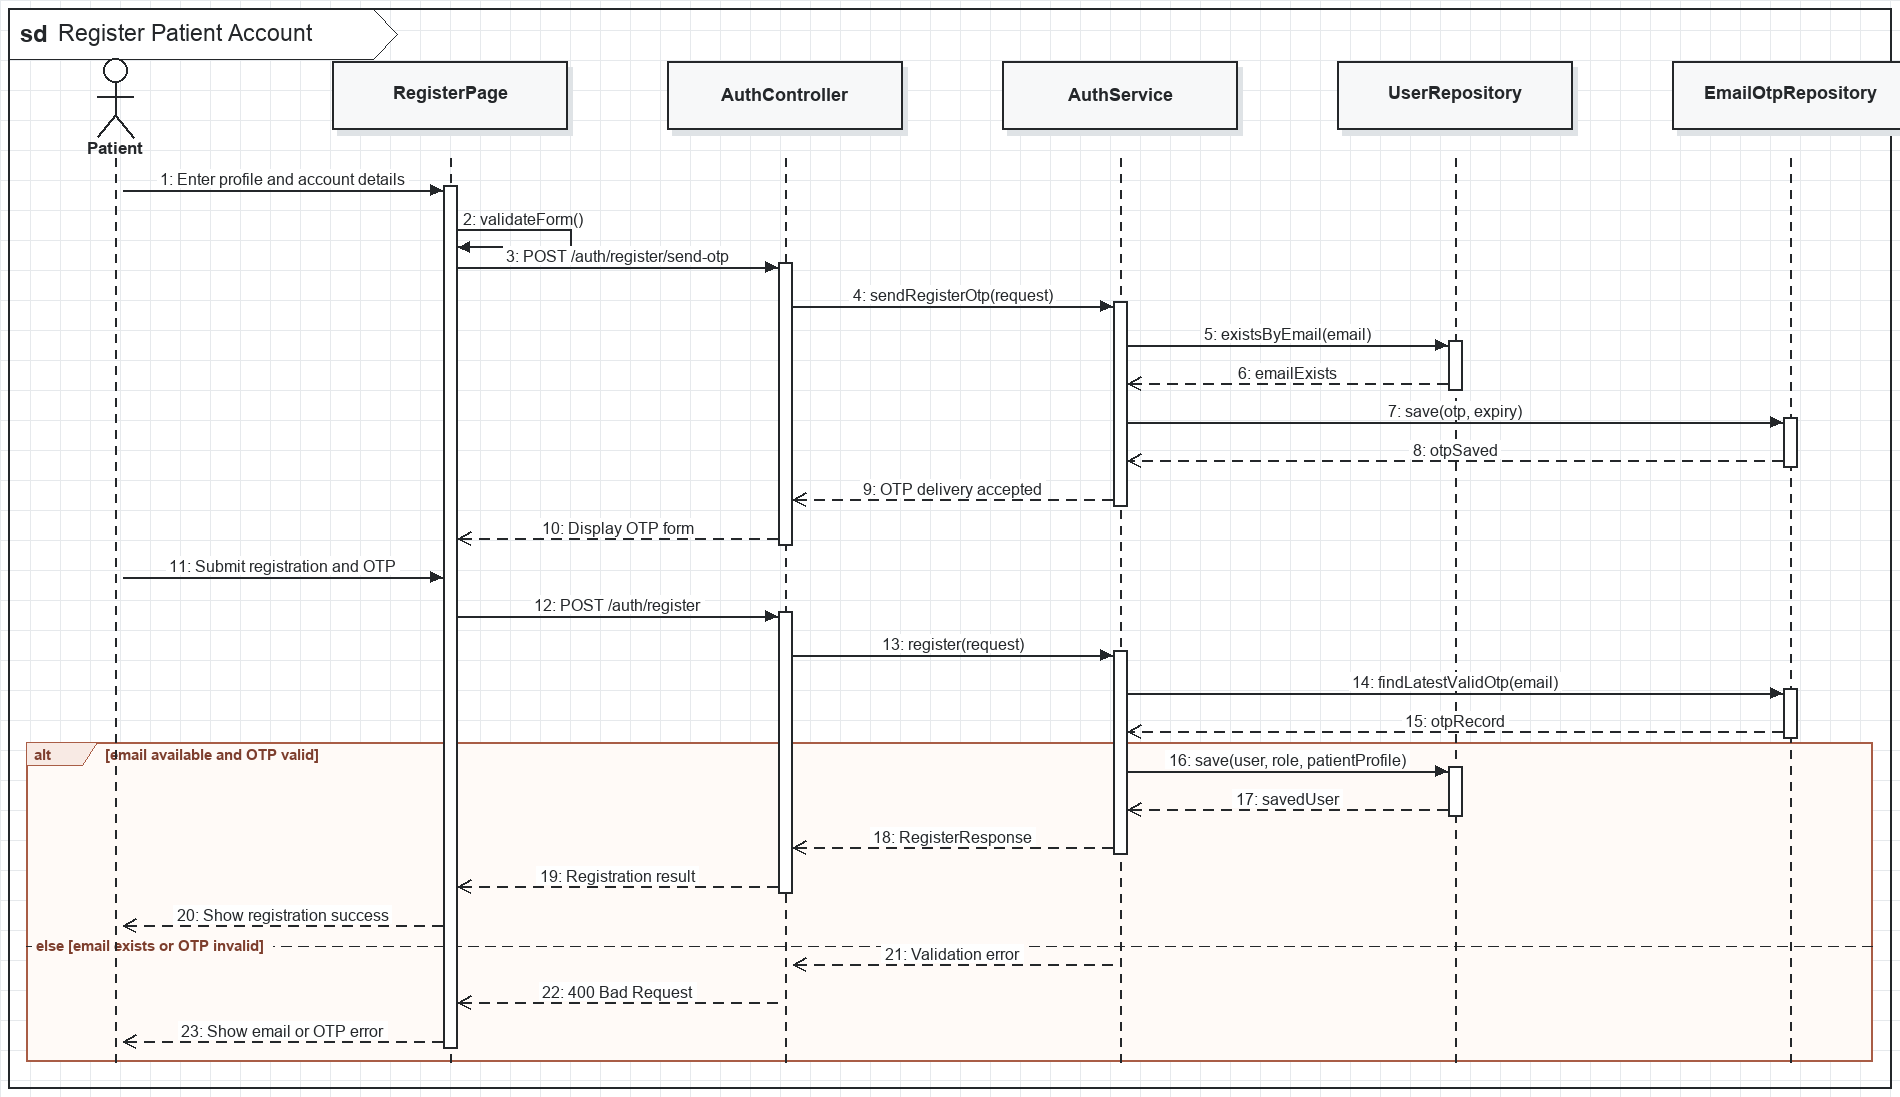 sd Register Patient Account
RegisterPage
AuthController
AuthService
UserRepository
EmailOtpRepository
Patient
1: Enter profile and account details
2: validateForm()
3: POST /auth/register/send-otp
4: sendRegisterOtp(request)
5: existsByEmail(email)
6: emailExists
7: save(otp, expiry)
8: otpSaved
9: OTP delivery accepted
10: Display OTP form
11: Submit registration and OTP
12: POST /auth/register
13: register(request)
14: findLatestValidOtp(email)
15: otpRecord
alt [email available and OTP valid]
16: save(user, role, patientProfile)
17: savedUser
18: RegisterResponse
19: Registration result
20: Show registration success
else [email exists or OTP invalid]
21: Validation error
22: 400 Bad Request
23: Show email or OTP error